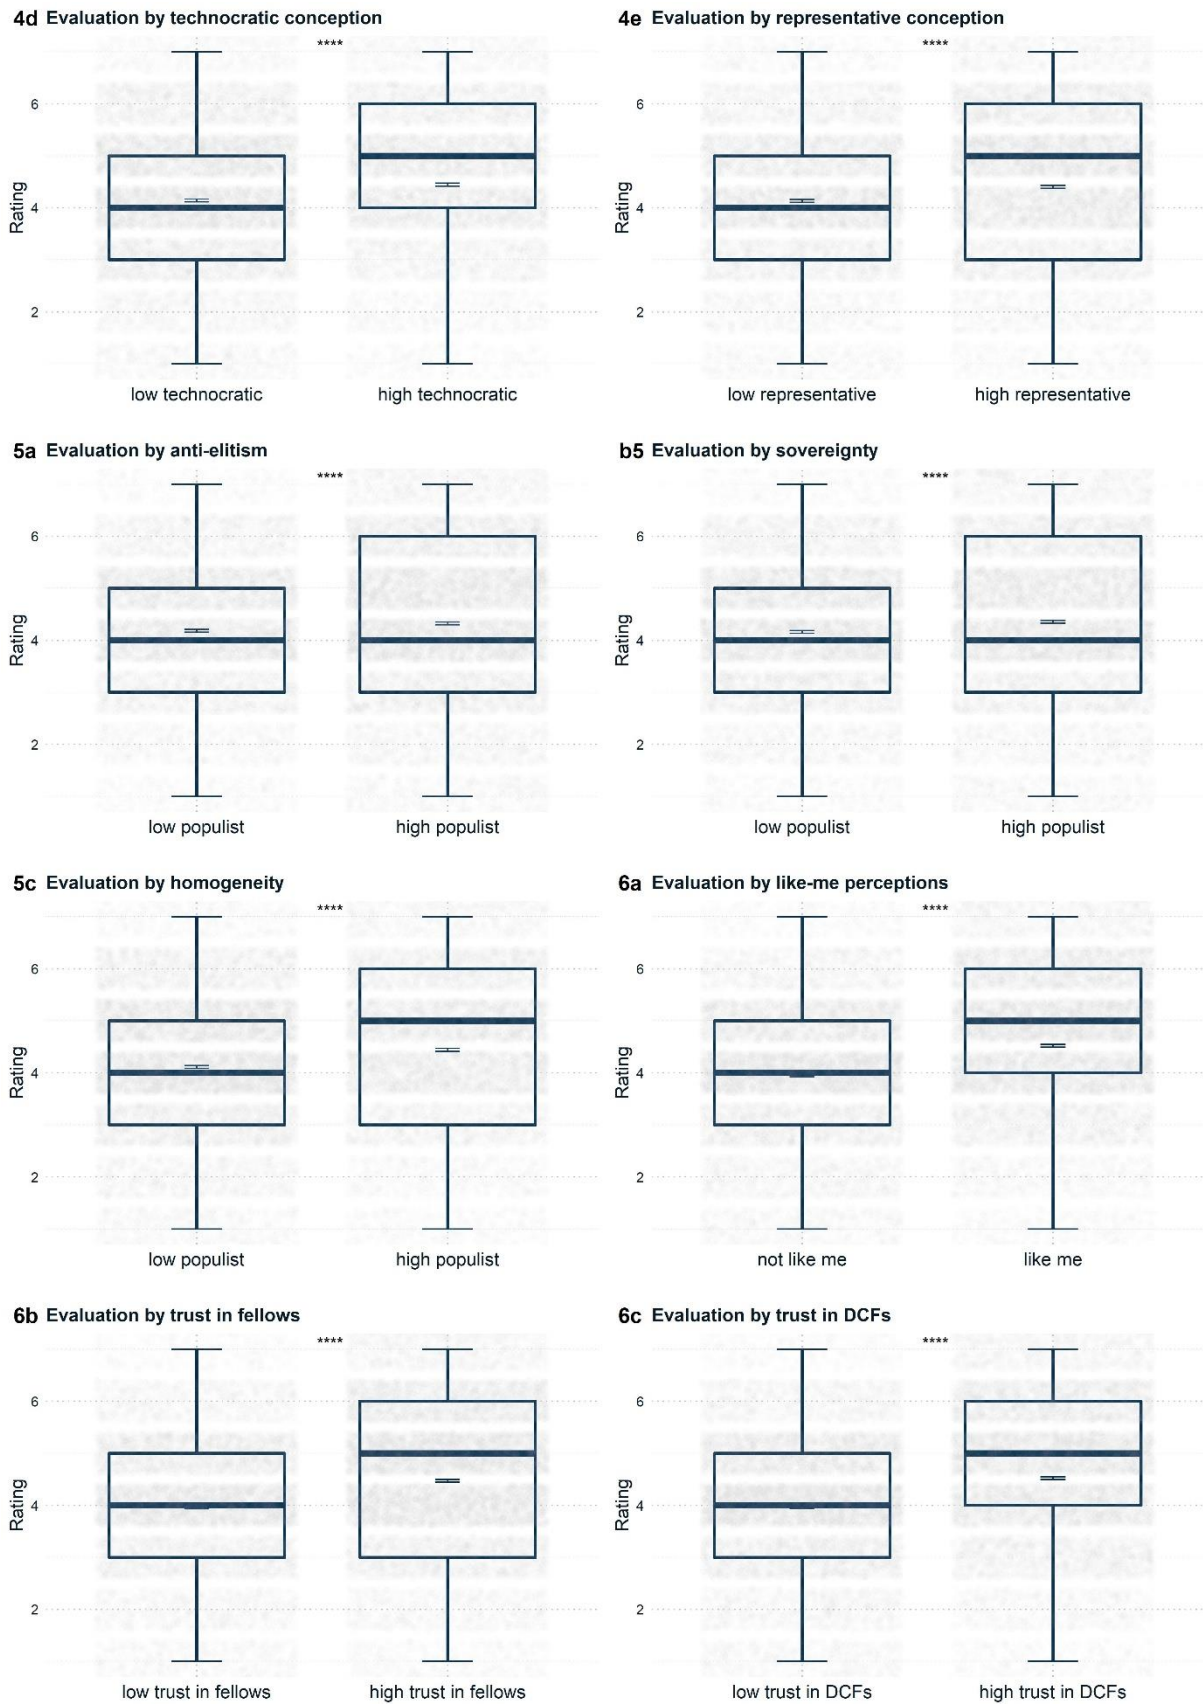 4d Evaluation by technocratic conception
****
6
4
2
Rating
low technocratic
high technocratic
4e Evaluation by representative conception
****
6
4
2
Rating
low representative
high representative
5a Evaluation by anti-elitism
****
6
4
2
Rating
low populist
high populist
b5 Evaluation by sovereignty
****
6
4
2
Rating
low populist
high populist
5c Evaluation by homogeneity
****
6
4
2
Rating
low populist
high populist
6a Evaluation by like-me perceptions
****
6
4
2
Rating
not like me
like me
6b Evaluation by trust in fellows
****
6
4
2
Rating
low trust in fellows
high trust in fellows
6c Evaluation by trust in DCFs
****
6
4
2
Rating
low trust in DCFs
high trust in DCFs